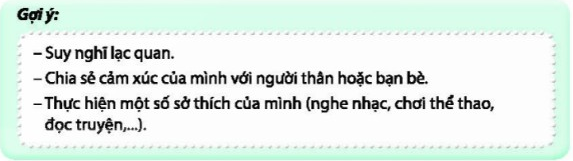 Gợi ý:
– Suy nghĩ lạc quan.
– Chia sẻ cảm xúc của mình với người thân hoặc bạn bè.
– Thực hiện một số sở thích của mình (nghe nhạc, chơi thể thao,
đọc truyện,...).